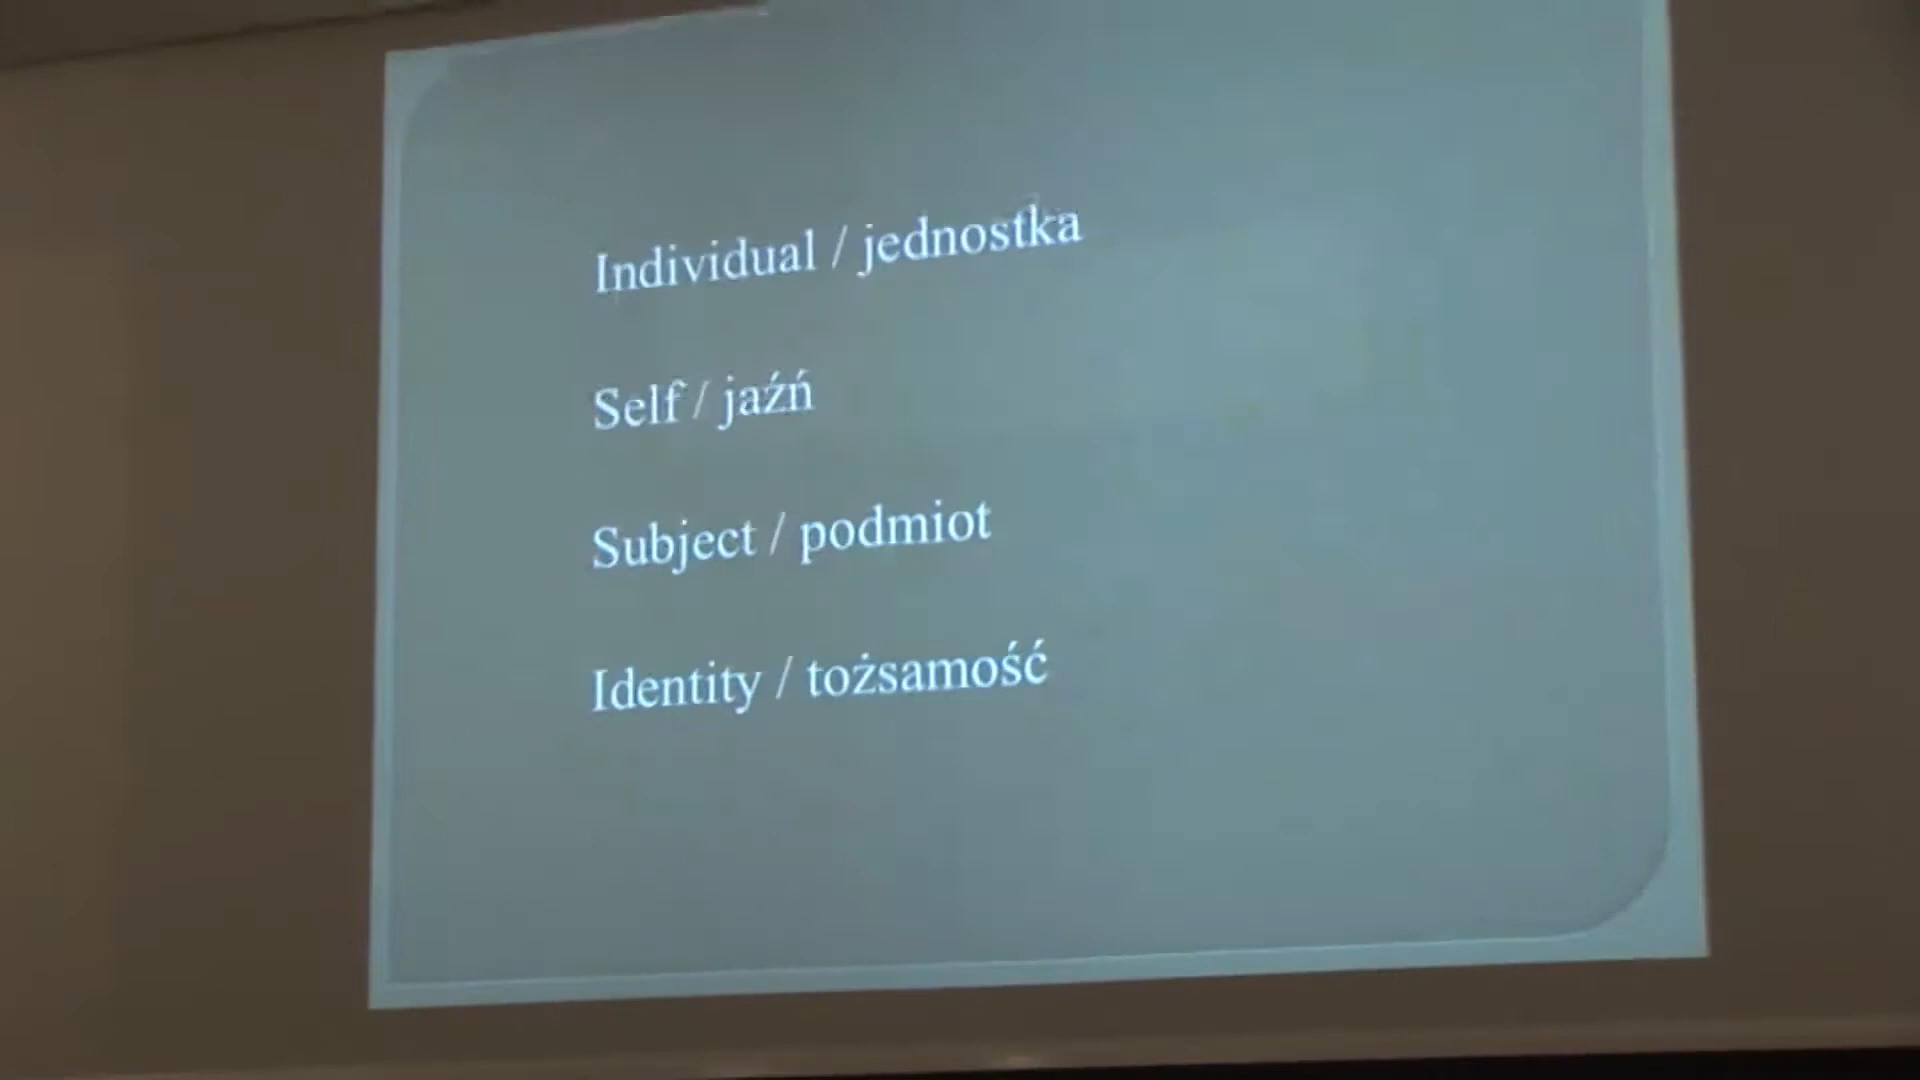 Individual / jednostka
Self / jaźń
Subject / podmiot
Identity / tożsamość